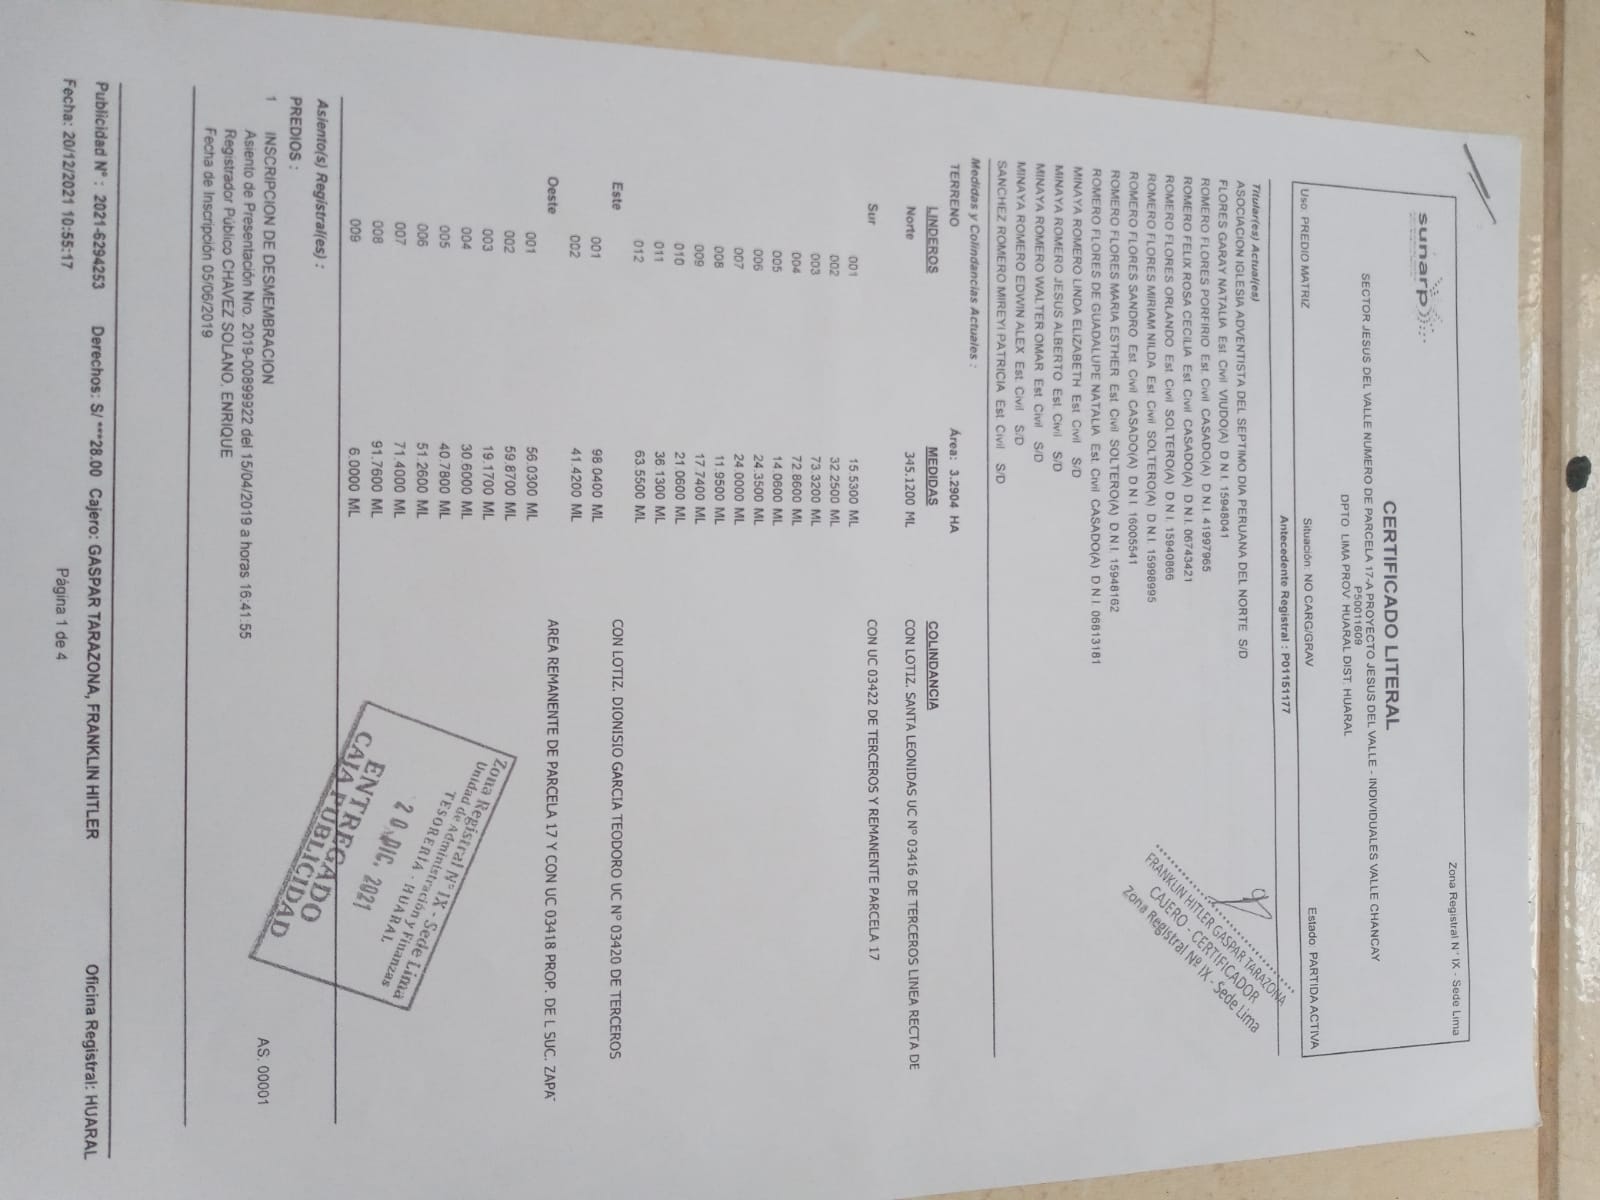 Zona Registral N° IX - Sede Lima
sunarp
CERTIFICADO LITERAL
SECTOR JESUS DEL VALLE NUMERO DE PARCELA 17-A PROYECTO JESUS DEL VALLE - INDIVIDUALES VALLE CHANCAY
P50011609
DPTO: LIMA PROV: HUARAL DIST: HUARAL
Uso: PREDIO MATRIZ Situación: NO CARG/GRAV Estado: PARTIDA ACTIVA
Antecedente Registral : P01151177
Titular(es) Actual(es)
ASOCIACION IGLESIA ADVENTISTA DEL SEPTIMO DIA PERUANA DEL NORTE S/D
FLORES GARAY NATALIA Est. Civil VIUDO(A) D.N.I. 15948041
ROMERO FLORES PORFIRIO Est. Civil CASADO(A) D.N.I. 41997965
ROMERO FELIX ROSA CECILIA Est. Civil CASADO(A) D.N.I. 06743421
ROMERO FLORES ORLANDO Est. Civil SOLTERO(A) D.N.I. 15940866
ROMERO FLORES MIRIAM NILDA Est. Civil SOLTERO(A) D.N.I. 15998995
ROMERO FLORES SANDRO Est. Civil CASADO(A) D.N.I. 16005541
ROMERO FLORES MARIA ESTHER Est. Civil SOLTERO(A) D.N.I. 15948162
ROMERO FLORES DE GUADALUPE NATALIA Est. Civil CASADO(A) D.N.I. 06813181
MINAYA ROMERO LINDA ELIZABETH Est. Civil S/D
MINAYA ROMERO JESUS ALBERTO Est. Civil S/D
MINAYA ROMERO WALTER OMAR Est. Civil S/D
MINAYA ROMERO EDWIN ALEX Est. Civil S/D
SANCHEZ ROMERO MIREYI PATRICIA Est. Civil S/D
FRANKLIN HITLER GASPAR TARAZONA
CAJERO - CERTIFICADOR
Zona Registral Nº IX - Sede Lima
Medidas y Colindancias Actuales :
TERRENO Área: 3.2904 HA
LINDEROS MEDIDAS COLINDANCIA
Norte 345.1200 ML CON LOTIZ. SANTA LEONIDAS UC Nº 03416 DE TERCEROS LINEA RECTA DE
Sur CON UC 03422 DE TERCEROS Y REMANENTE PARCELA 17
001 15.5300 ML
002 32.2500 ML
003 73.3200 ML
004 72.8600 ML
005 14.0600 ML
006 24.3500 ML
007 24.0000 ML
008 11.9500 ML
009 17.7400 ML
010 21.0600 ML
011 36.1300 ML
012 63.5500 ML
Este CON LOTIZ. DIONISIO GARCIA TEODORO UC Nº 03420 DE TERCEROS
001 98.0400 ML
002 41.4200 ML
Oeste AREA REMANENTE DE PARCELA 17 Y CON UC 03418 PROP. DE L SUC. ZAPA
001 56.0300 ML
002 59.8700 ML
003 19.1700 ML
004 30.6000 ML
005 40.7800 ML
006 51.2600 ML
007 71.4000 ML
008 91.7600 ML
009 6.0000 ML
Zona Registral N° IX - Sede Lima
Unidad de Administración y Finanzas
TESORERÍA - HUARAL
20 DIC. 2021
ENTREGADO
CAJA PUBLICIDAD
Asiento(s) Registral(es) :
PREDIOS :
1 INSCRIPCION DE DESMEMBRACION AS. 00001
Asiento de Presentación Nro. 2019-00899922 del 15/04/2019 a horas 16:41:55
Registrador Público CHAVEZ SOLANO, ENRIQUE
Fecha de Inscripción 05/06/2019
Publicidad N° : 2021-6294253 Derechos: S/ ***28.00 Cajero: GASPAR TARAZONA, FRANKLIN HITLER Oficina Registral: HUARAL
Fecha: 20/12/2021 10:55:17
Página 1 de 4